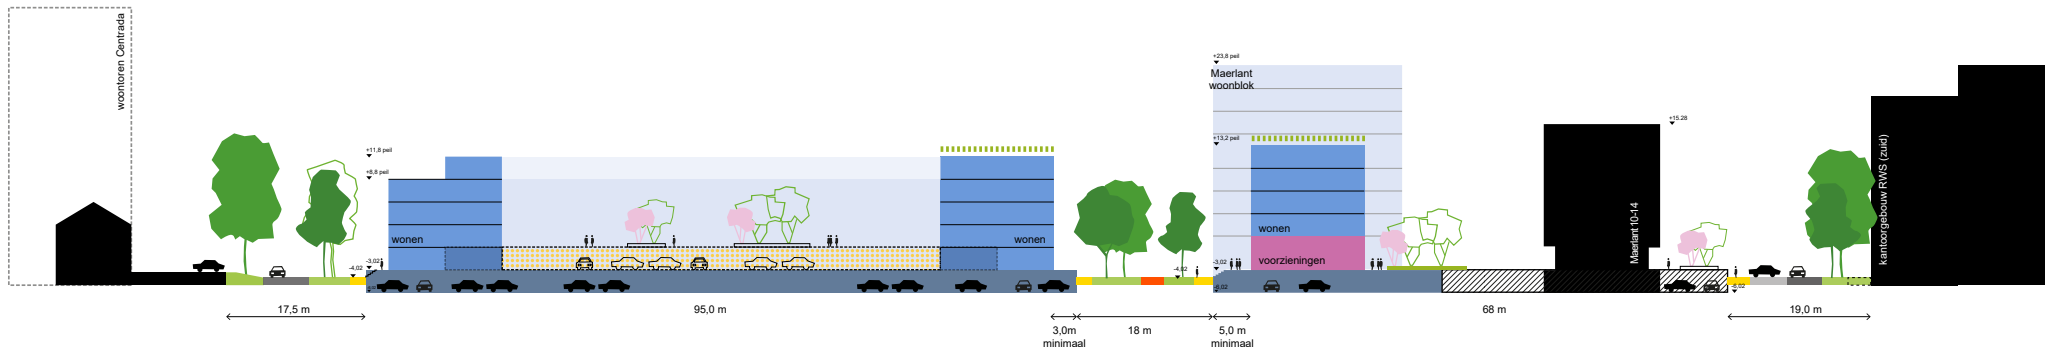 woontoren Centrada
+11,8 peil
+8,8 peil
wonen
-3,02
-4,02
wonen
-4,02
+23,8 peil
Maerlant
woonblok
+13,2 peil
wonen
voorzieningen
-3,02
-6,02
Maerlant 10-14
+15.28
-6,02
kantoorgebouw RWS (zuid)
17,5 m
95,0 m
3,0m
minimaal
18 m
5,0 m
minimaal
68 m
19,0 m